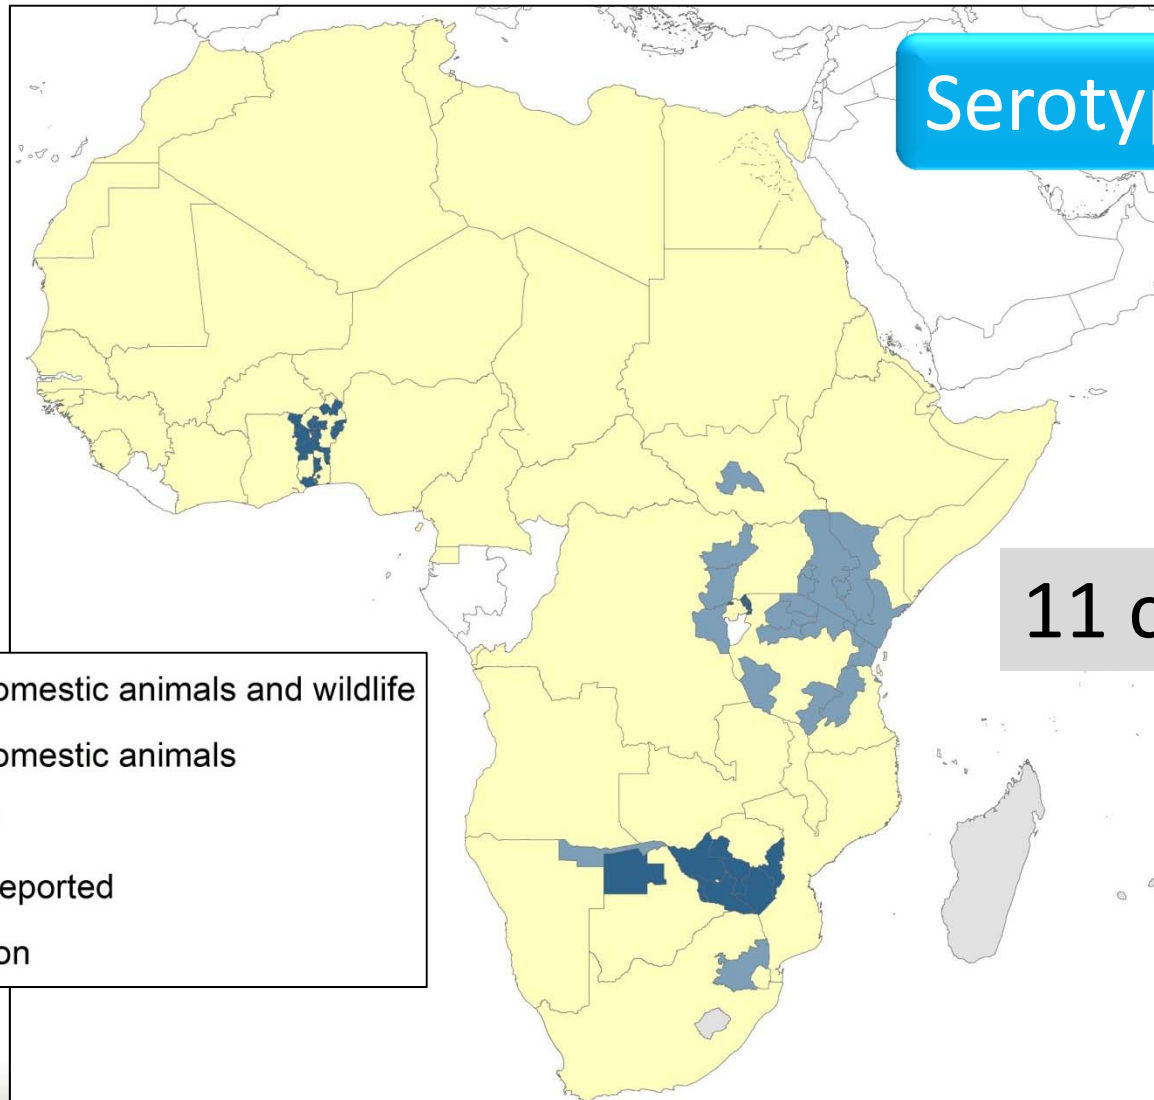 Serotyp
11 c
omestic animals and wildlife
omestic animals
eported
on